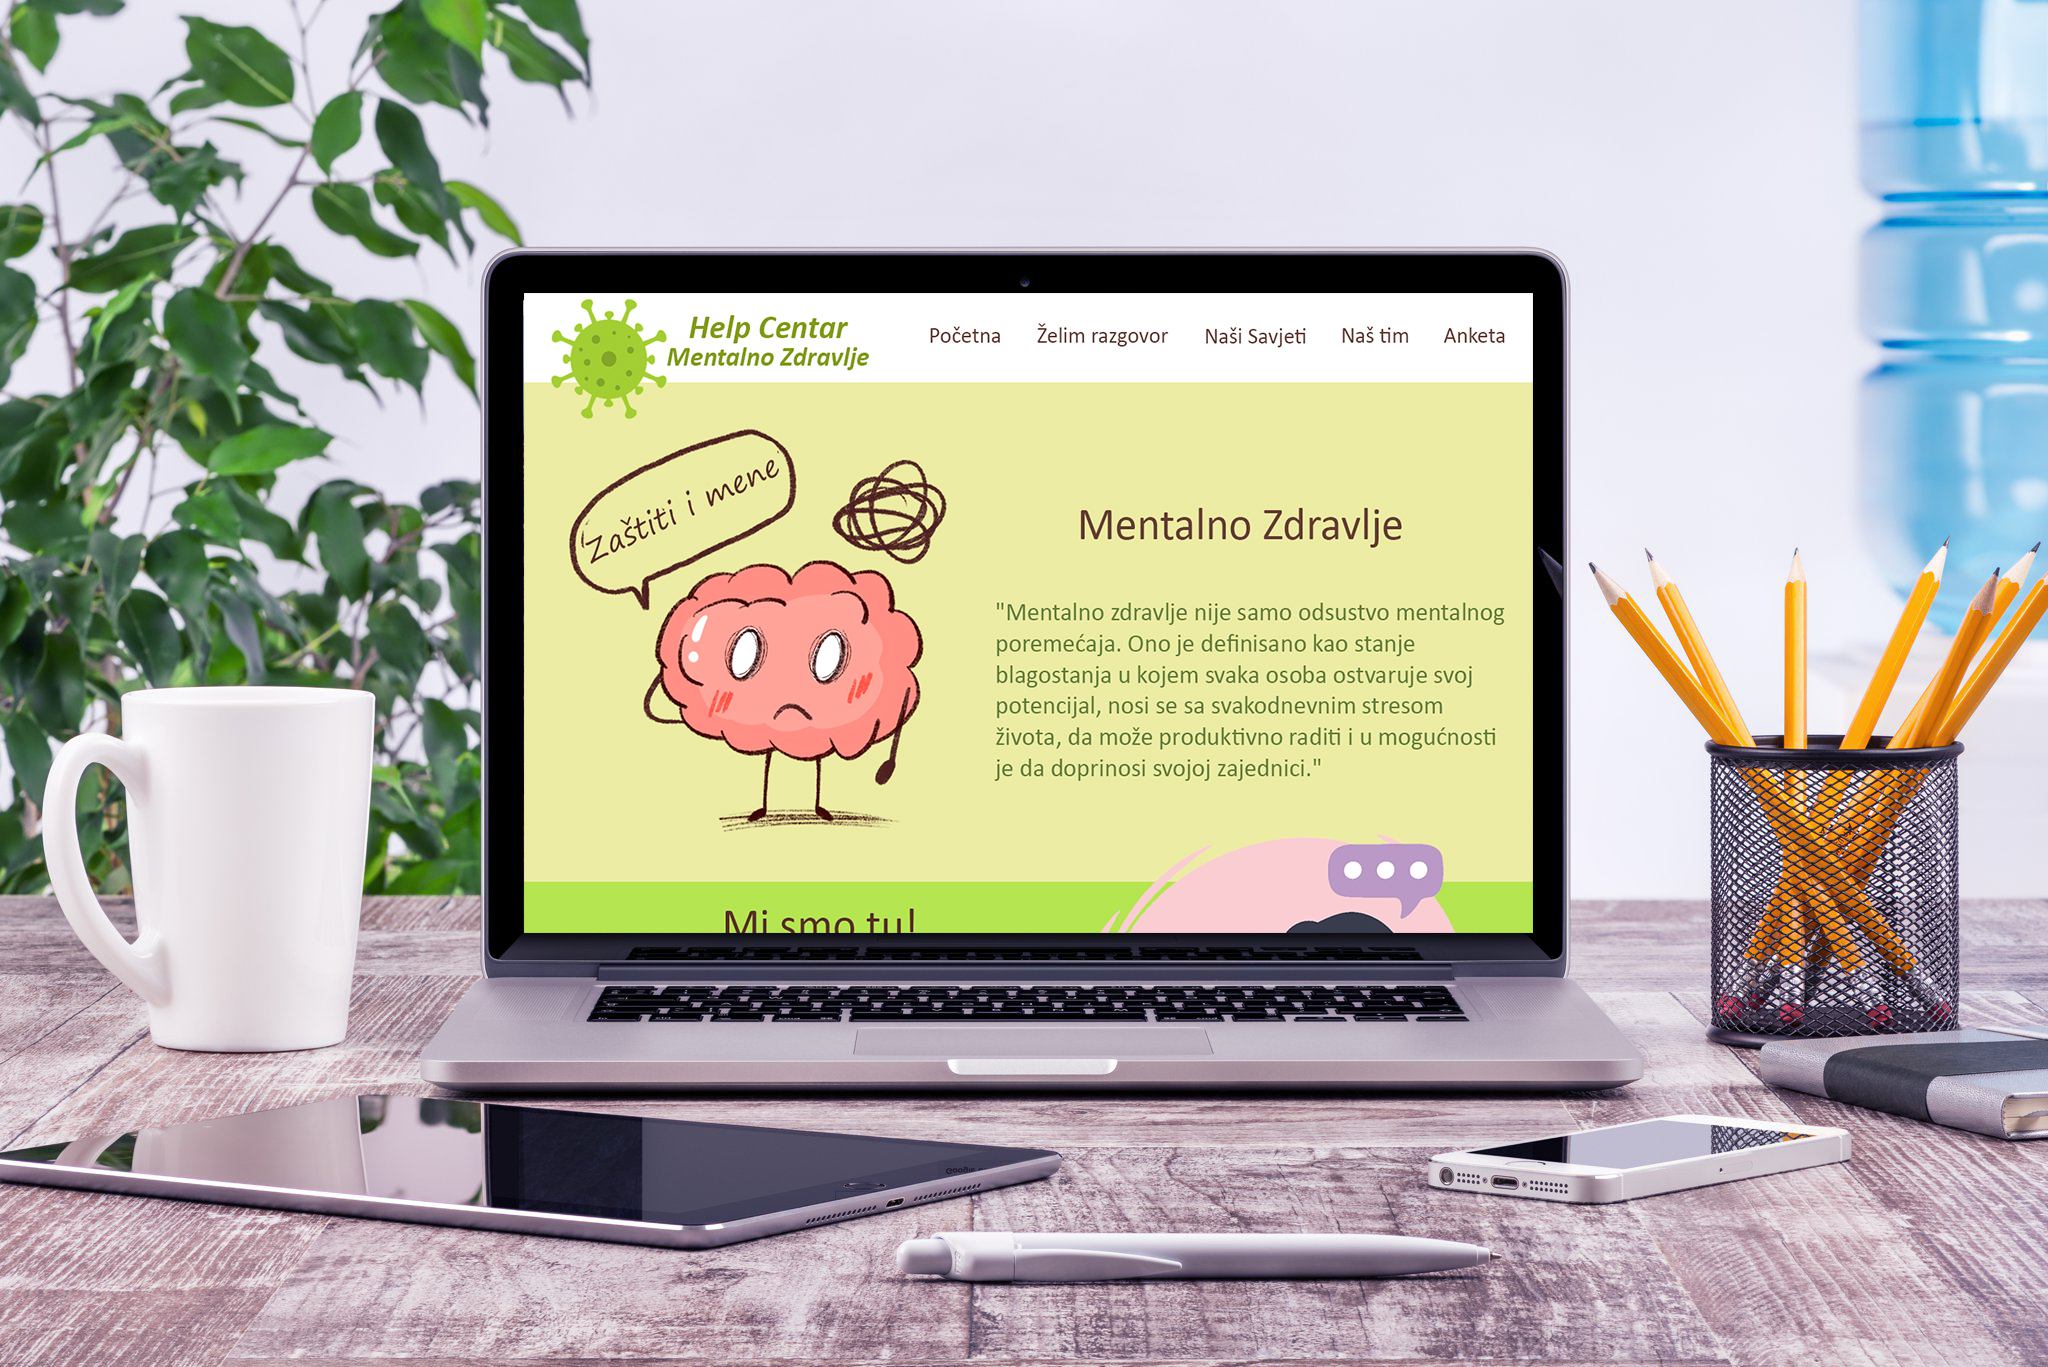 Help Centar
Mentalno Zdravlje
Početna Želim razgovor Naši Savjeti Naš tim Anketa
Zaštiti i mene
Mentalno Zdravlje
"Mentalno zdravlje nije samo odsustvo mentalnog
poremećaja. Ono je definisano kao stanje
blagostanja u kojem svaka osoba ostvaruje svoj
potencijal, nosi se sa svakodnevnim stresom
života, da može produktivno raditi i u mogućnosti
je da doprinosi svojoj zajednici."
Mi smo tu!